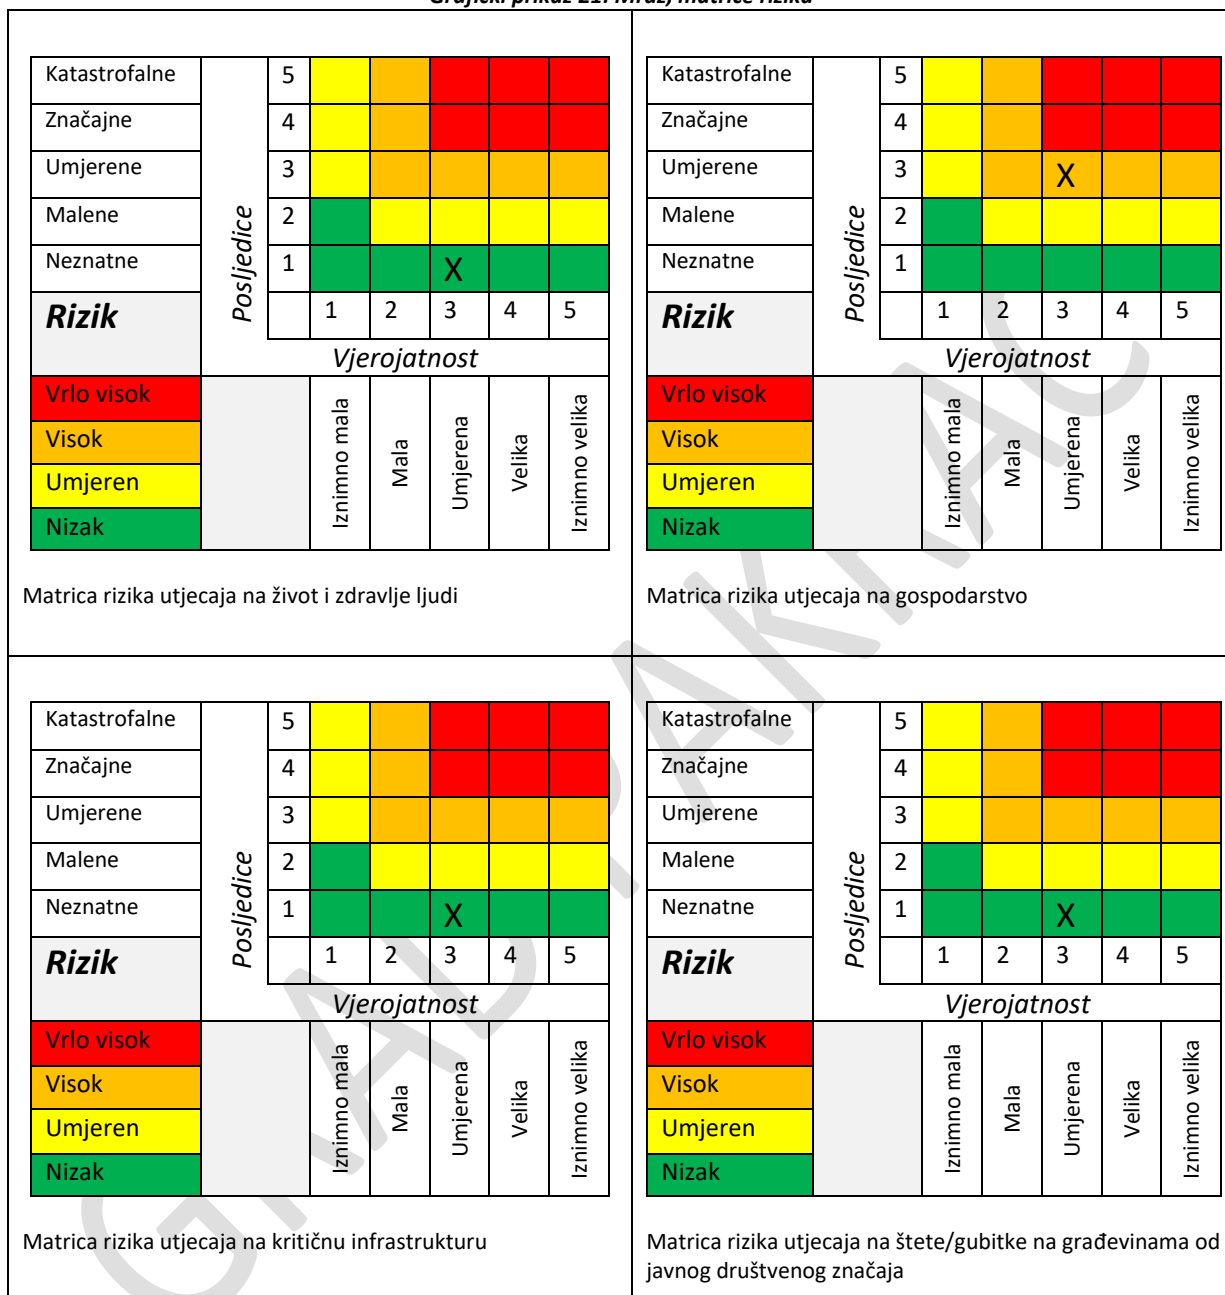 Grafički prikaz 21: Mraz, matrice rizika
Katastrofalne 5
Značajne 4
Umjerene 3
Malene 2
Neznatne 1 X
Posljedice
Rizik 1 2 3 4 5
Vjerojatnost
Vrlo visok
Visok
Umjeren
Nizak
Iznimno mala
Mala
Umjerena
Velika
Iznimno velika
Matrica rizika utjecaja na život i zdravlje ljudi
Katastrofalne 5
Značajne 4
Umjerene 3 X
Malene 2
Neznatne 1
Posljedice
Rizik 1 2 3 4 5
Vjerojatnost
Vrlo visok
Visok
Umjeren
Nizak
Iznimno mala
Mala
Umjerena
Velika
Iznimno velika
Matrica rizika utjecaja na gospodarstvo
Katastrofalne 5
Značajne 4
Umjerene 3
Malene 2
Neznatne 1 X
Posljedice
Rizik 1 2 3 4 5
Vjerojatnost
Vrlo visok
Visok
Umjeren
Nizak
Iznimno mala
Mala
Umjerena
Velika
Iznimno velika
Matrica rizika utjecaja na kritičnu infrastrukturu
Katastrofalne 5
Značajne 4
Umjerene 3
Malene 2
Neznatne 1 X
Posljedice
Rizik 1 2 3 4 5
Vjerojatnost
Vrlo visok
Visok
Umjeren
Nizak
Iznimno mala
Mala
Umjerena
Velika
Iznimno velika
Matrica rizika utjecaja na štete/gubitke na građevinama od
javnog društvenog značaja
GRAD PAKRAC